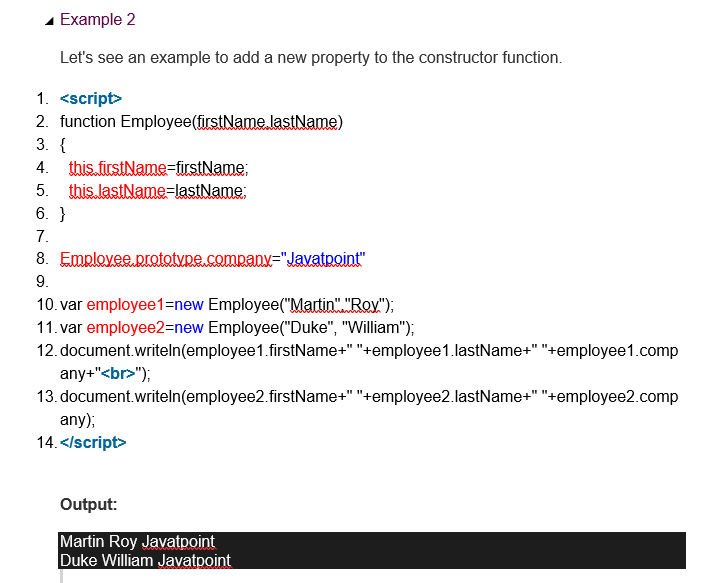 Example 2
Let's see an example to add a new property to the constructor function.
1. <script>
2. function Employee(firstName,lastName)
3. {
4. this.firstName=firstName;
5. this.lastName=lastName;
6. }
7.
8. Employee.prototype.company="Javatpoint"
9.
10. var employee1=new Employee("Martin","Roy");
11. var employee2=new Employee("Duke", "William");
12. document.writeln(employee1.firstName+" "+employee1.lastName+" "+employee1.comp
any+"<br>");
13. document.writeln(employee2.firstName+" "+employee2.lastName+" "+employee2.comp
any);
14. </script>
Output:
Martin Roy Javatpoint
Duke William Javatpoint